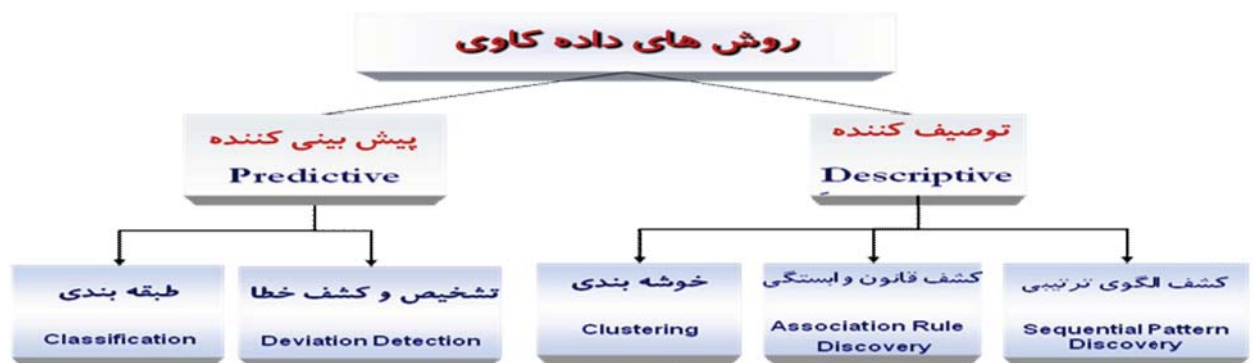 روش های داده کاوی
توصیف کننده
Descriptive
پیش بینی کننده
Predictive
کشف الگوی ترتیبی
Sequential Pattern
Discovery
کشف قانون وابستگی
Association Rule
Discovery
خوشه بندی
Clustering
تشخیص و کشف خطا
Deviation Detection
طبقه بندی
Classification